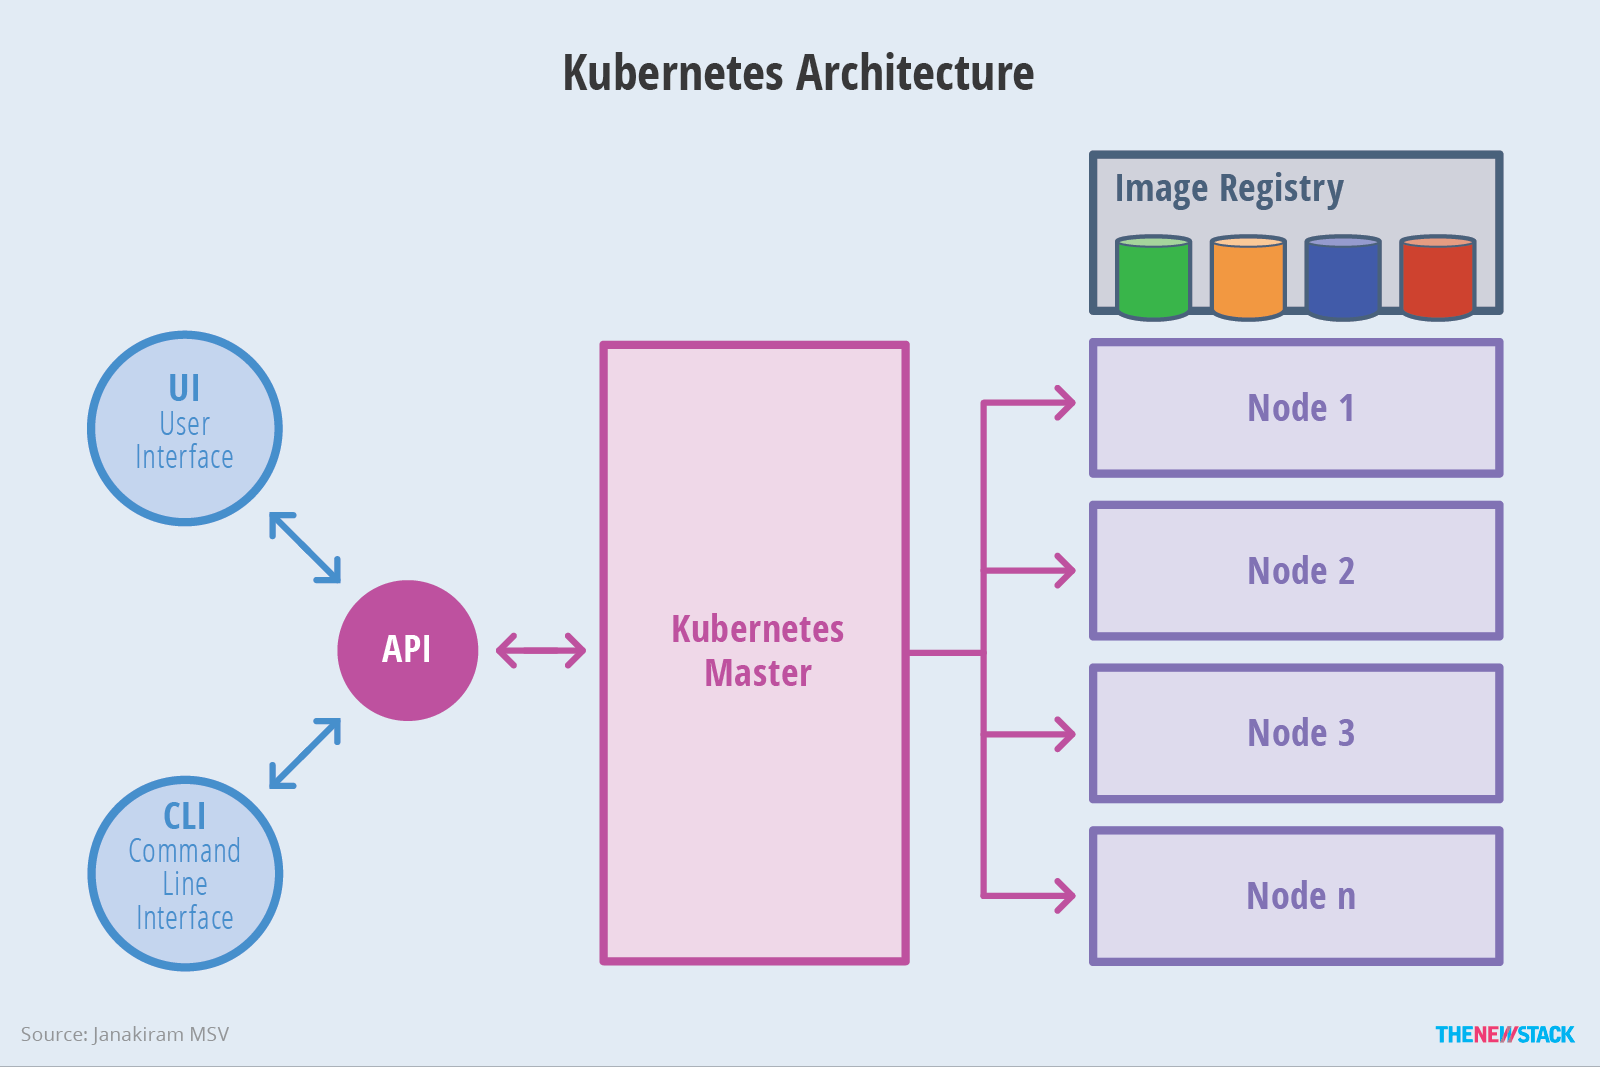 Kubernetes Architecture
Image Registry
UI
User
Interface
API
CLI
Command
Line
Interface
Kubernetes
Master
Node 1
Node 2
Node 3
Node n
Source: Janakiram MSV
THENEWSTACK